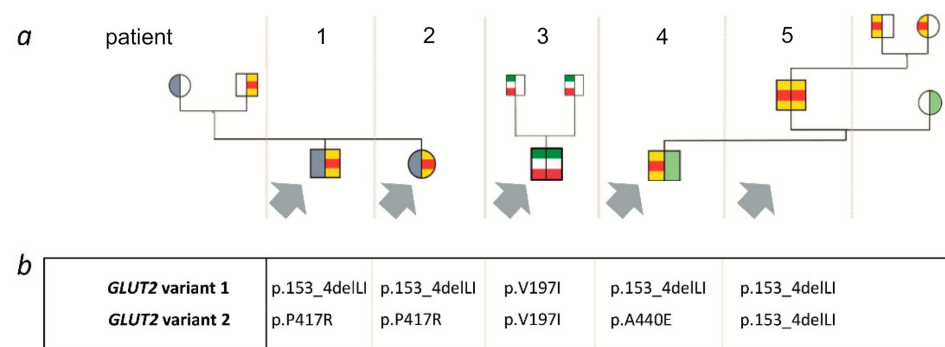 a patient 1 2 3 4 5
b
GLUT2 variant 1 p.153_4delLI p.153_4delLI p.V197I p.153_4delLI p.153_4delLI
GLUT2 variant 2 p.P417R p.P417R p.V197I p.A440E p.153_4delLI